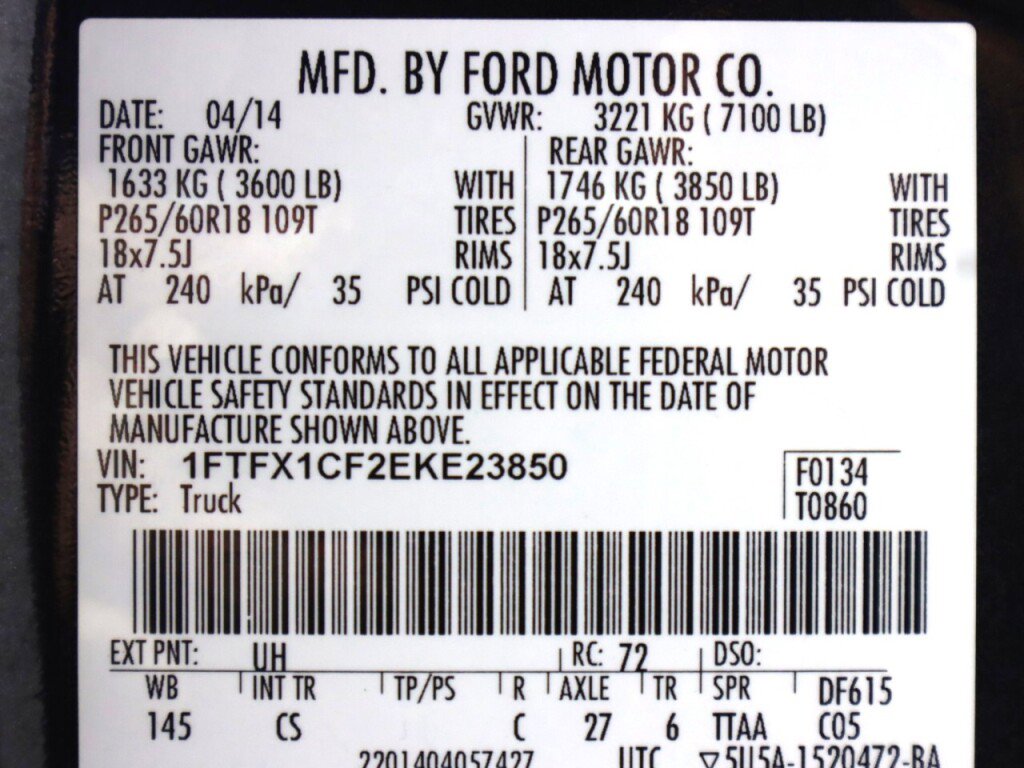 MFD. BY FORD MOTOR CO.
DATE: 04/14 GVWR: 3221 KG ( 7100 LB)
FRONT GAWR: REAR GAWR:
1633 KG ( 3600 LB) WITH 1746 KG ( 3850 LB) WITH
P265/60R18 109T TIRES P265/60R18 109T TIRES
18x7.5J RIMS 18x7.5J RIMS
AT 240 kPa/ 35 PSI COLD AT 240 kPa/ 35 PSI COLD
THIS VEHICLE CONFORMS TO ALL APPLICABLE FEDERAL MOTOR
VEHICLE SAFETY STANDARDS IN EFFECT ON THE DATE OF
MANUFACTURE SHOWN ABOVE.
VIN: 1FTFX1CF2EKE23850 F0134
TYPE: Truck T0860
EXT PNT: UH RC: 72 DSO:
WB INT TR TP/PS R AXLE TR SPR DF615
145 CS C 27 6 TTAA C05
2201404057427 UTC ▽5U5A-1520472-BA